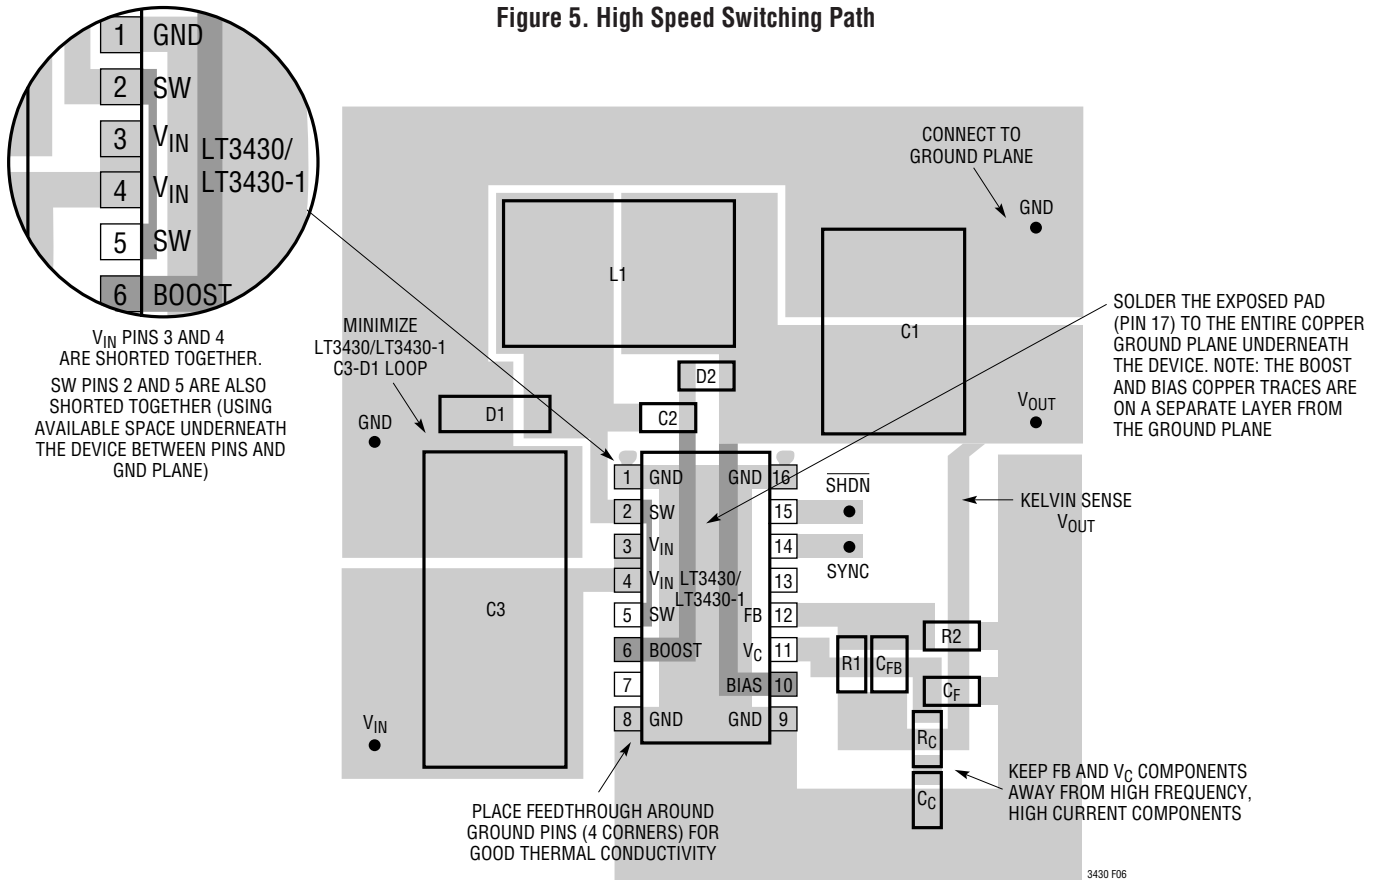 Figure 5. High Speed Switching Path
1 GND
2 SW
3 VIN
4 VIN
5 SW
6 BOOST
LT3430/
LT3430-1
VIN PINS 3 AND 4
ARE SHORTED TOGETHER.
SW PINS 2 AND 5 ARE ALSO
SHORTED TOGETHER (USING
AVAILABLE SPACE UNDERNEATH
THE DEVICE BETWEEN PINS AND
GND PLANE)
MINIMIZE
LT3430/LT3430-1
C3-D1 LOOP
GND
D1
L1
D2
C2
C1
CONNECT TO
GROUND PLANE
GND
SOLDER THE EXPOSED PAD
(PIN 17) TO THE ENTIRE COPPER
GROUND PLANE UNDERNEATH
THE DEVICE. NOTE: THE BOOST
AND BIAS COPPER TRACES ARE
ON A SEPARATE LAYER FROM
THE GROUND PLANE
VOUT
KELVIN SENSE
VOUT
C3
VIN
1 GND
2 SW
3 VIN
4 VIN
5 SW
6 BOOST
7
8 GND
LT3430/
LT3430-1
GND 16
15
14
13
FB 12
VC 11
BIAS 10
GND 9
SHDN
SYNC
R1
CFB
R2
CF
RC
CC
KEEP FB AND VC COMPONENTS
AWAY FROM HIGH FREQUENCY,
HIGH CURRENT COMPONENTS
PLACE FEEDTHROUGH AROUND
GROUND PINS (4 CORNERS) FOR
GOOD THERMAL CONDUCTIVITY
3430 F06